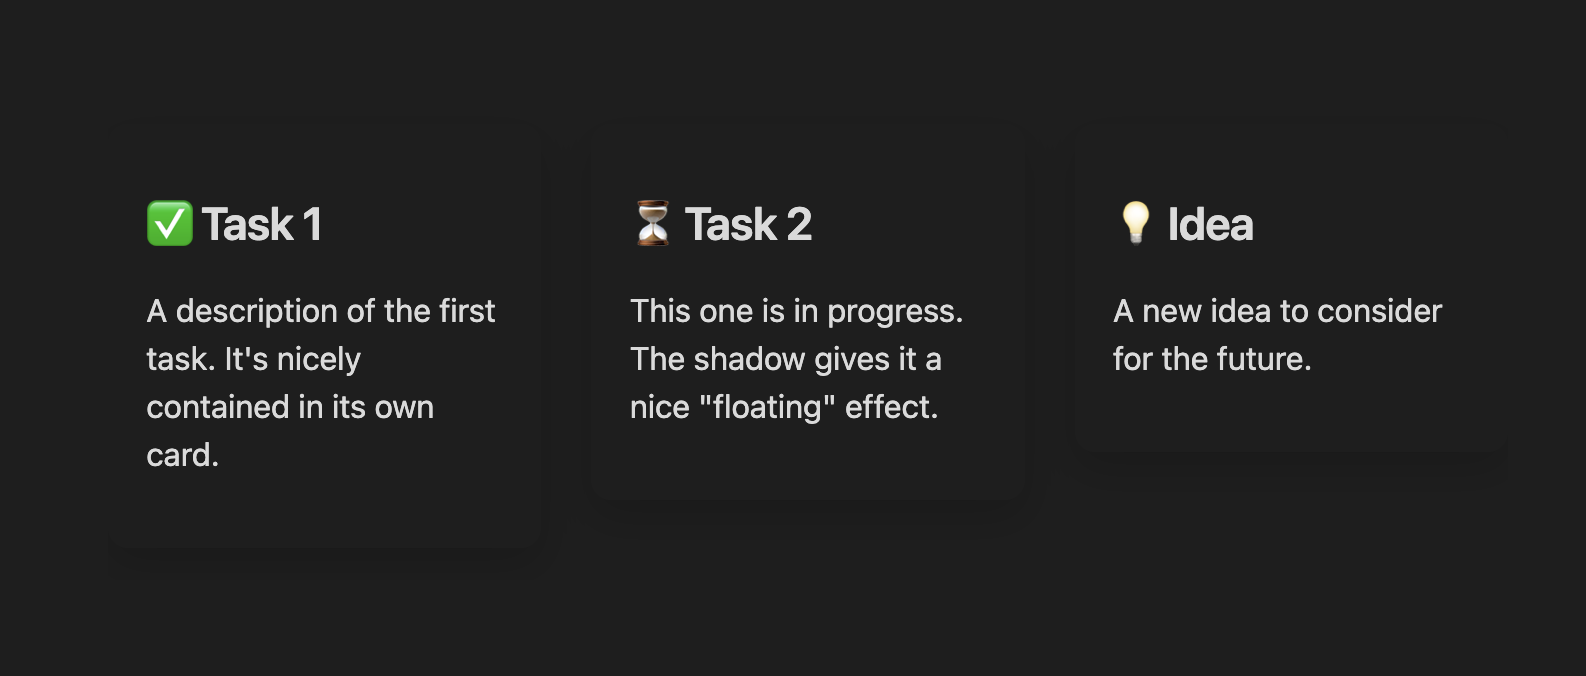 ✅ Task 1
A description of the first
task. It's nicely
contained in its own
card.
⏳ Task 2
This one is in progress.
The shadow gives it a
nice "floating" effect.
💡 Idea
A new idea to consider
for the future.